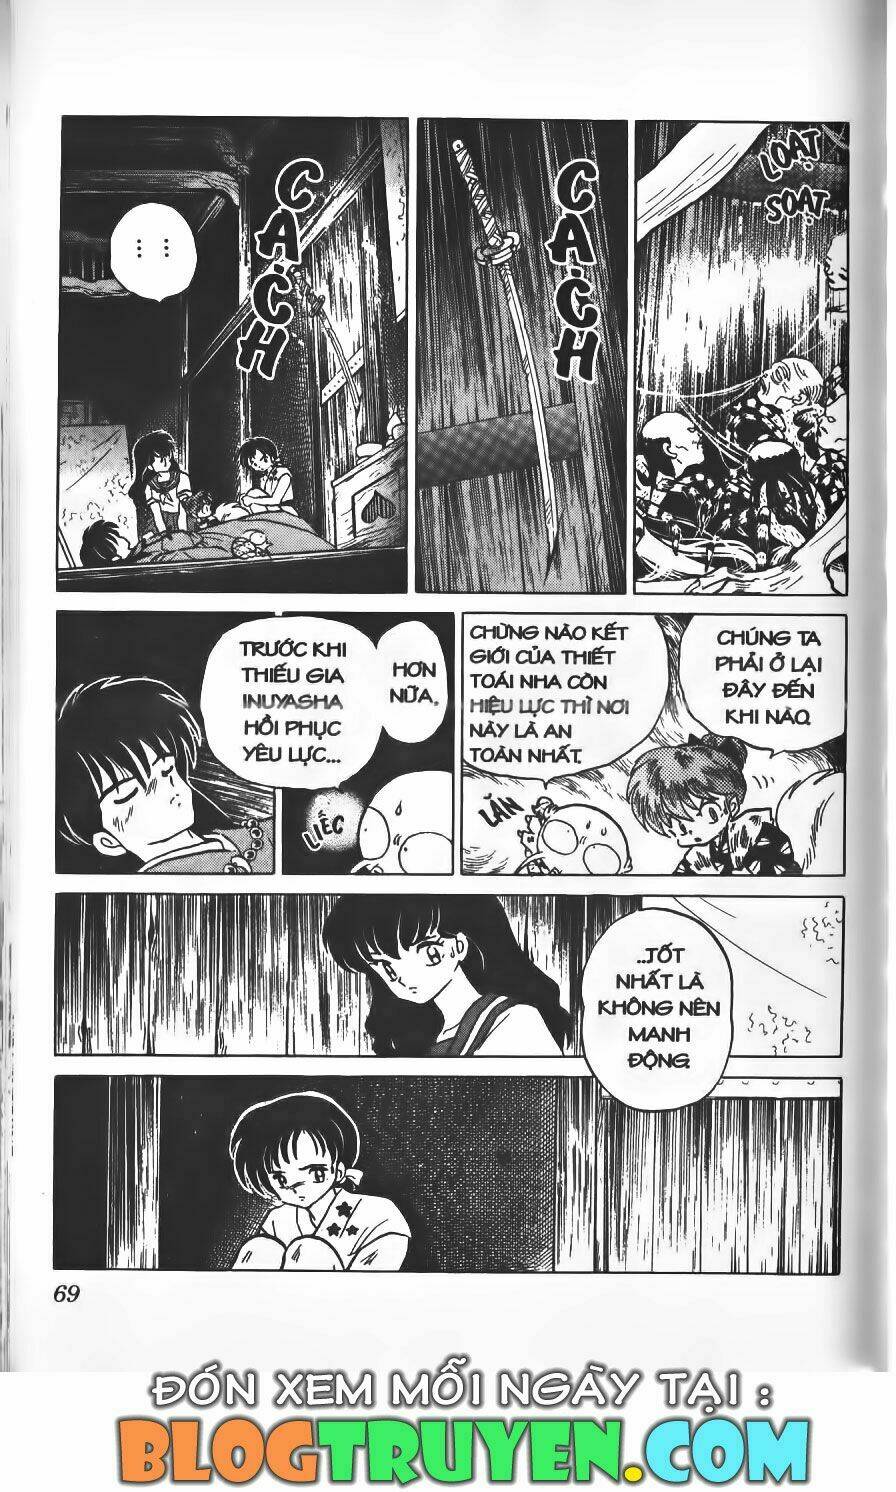 LOẠT
SOẠT
CẠCH
CẠCH
...
...
CHÚNG TA
PHẢI Ở LẠI
ĐÂY ĐẾN
KHI NÀO.
CHỪNG NÀO KẾT
GIỚI CỦA THIẾT
TOÁI NHA CÒN
HIỆU LỰC THÌ NƠI
NÀY LÀ AN
TOÀN NHẤT.
LĂN
HƠN
NỮA,
LIẾC
TRƯỚC KHI
THIẾU GIA
INUYASHA
HỒI PHỤC
YÊU LỰC...
..TỐT
NHẤT LÀ
KHÔNG NÊN
MANH
ĐỘNG.
69
ĐÓN XEM MỖI NGÀY TẠI :
BLOGTRUYEN.COM